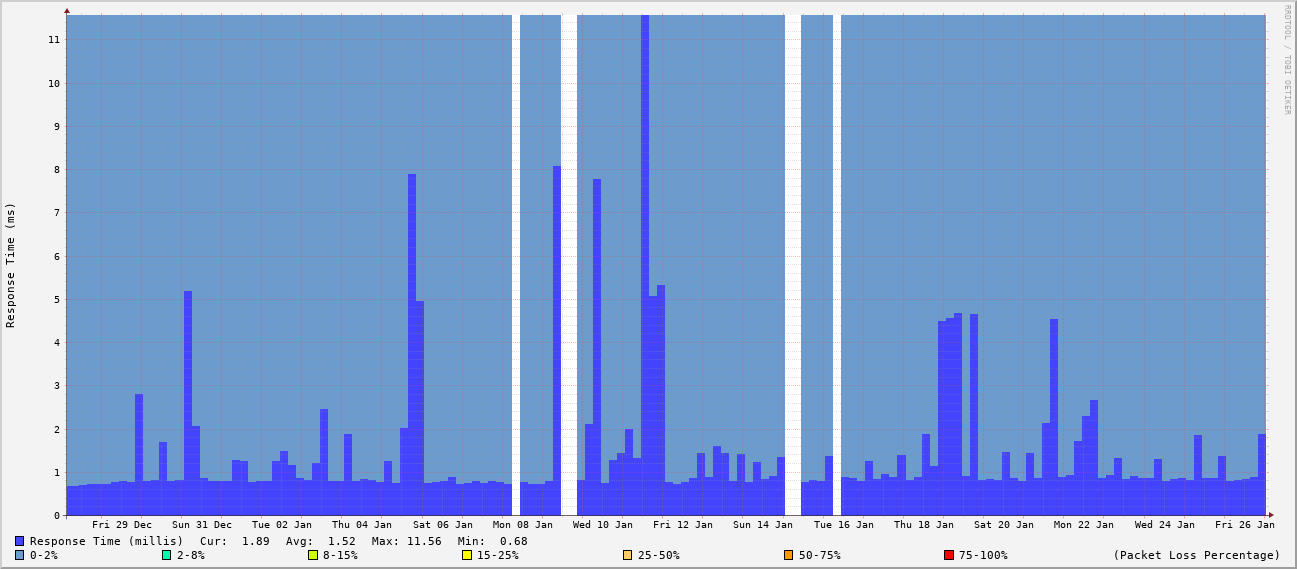 RRDTOOL / TOBI OETIKER
Response Time (ms)
11
10
9
8
7
6
5
4
3
2
1
0
Fri 29 Dec Sun 31 Dec Tue 02 Jan Thu 04 Jan Sat 06 Jan Mon 08 Jan Wed 10 Jan Fri 12 Jan Sun 14 Jan Tue 16 Jan Thu 18 Jan Sat 20 Jan Mon 22 Jan Wed 24 Jan Fri 26 Jan
Response Time (millis) Cur: 1.89 Avg: 1.52 Max: 11.56 Min: 0.68
0-2% 2-8% 8-15% 15-25% 25-50% 50-75% 75-100% (Packet Loss Percentage)